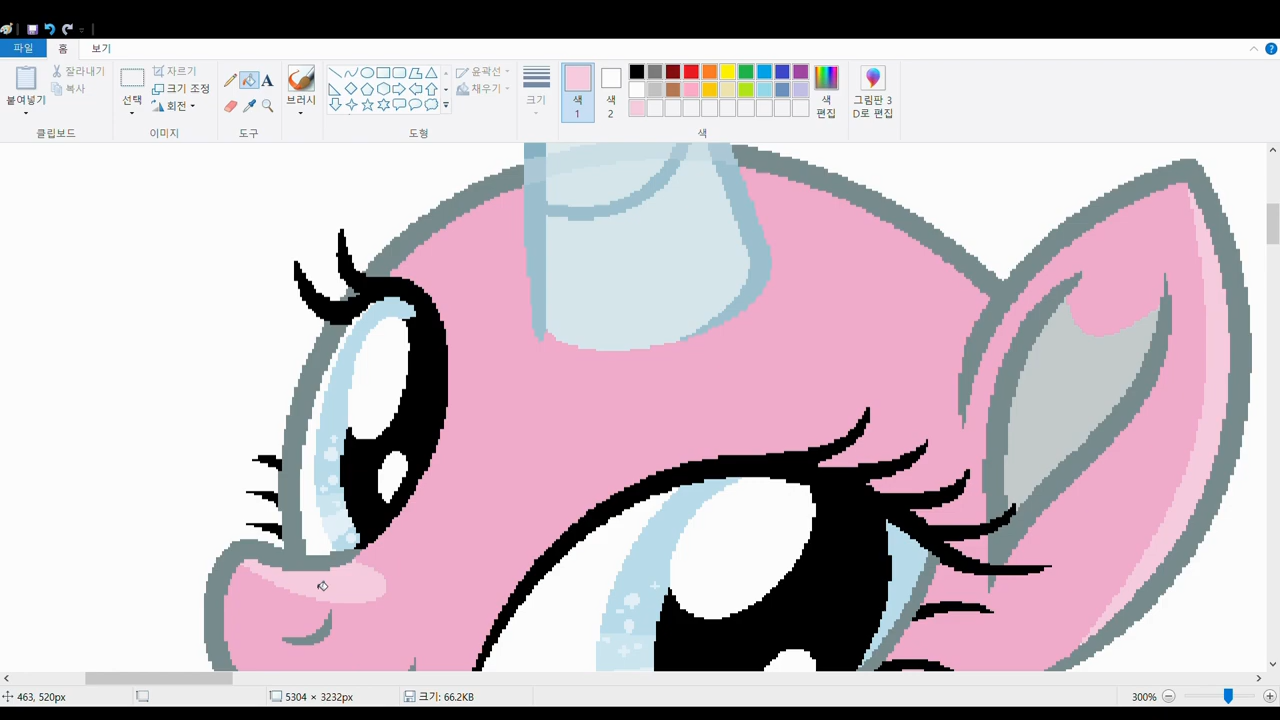 파일 홈 보기
붙여넣기
잘라내기
복사
클립보드
선택
자르기
크기 조정
회전
이미지
A
도구
브러시
윤곽선
채우기
도형
크기
색
1
색
2
색
편집
색
그림판 3
D로 편집
463, 520px
5304 × 3232px
크기: 66.2KB
300%